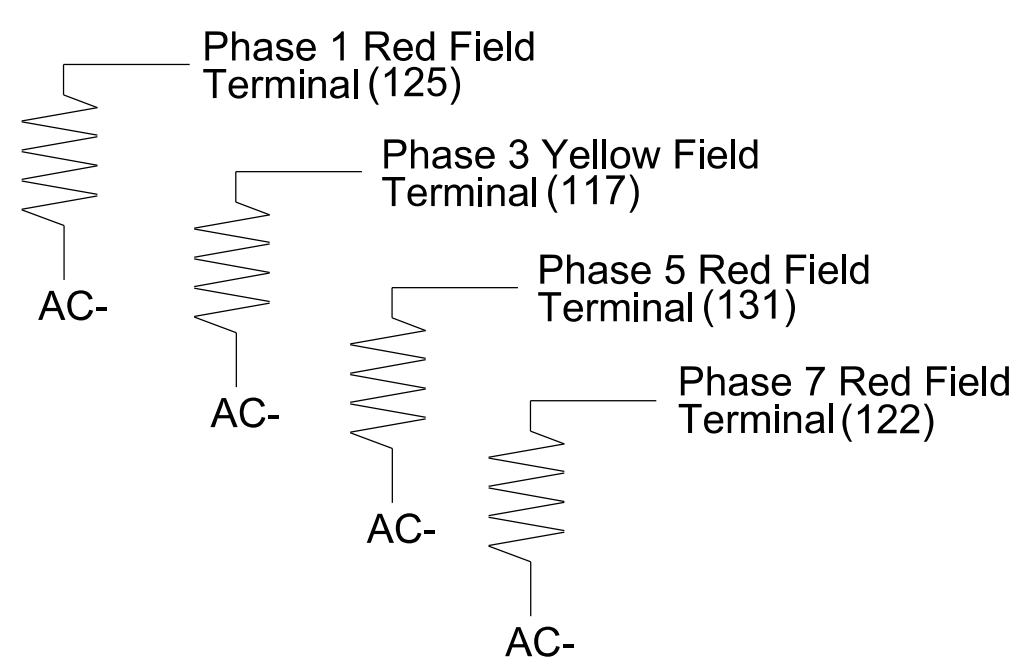 Phase 1 Red Field
Terminal (125)
AC-
Phase 3 Yellow Field
Terminal (117)
AC-
Phase 5 Red Field
Terminal (131)
AC-
Phase 7 Red Field
Terminal (122)
AC-